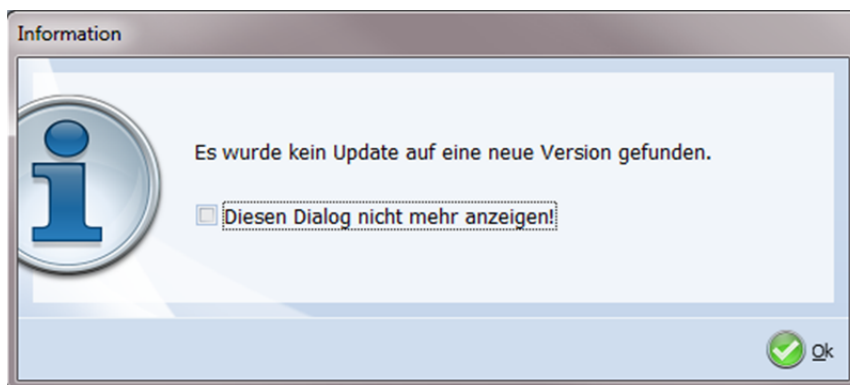 Information
Es wurde kein Update auf eine neue Version gefunden.
Diesen Dialog nicht mehr anzeigen!
Ok